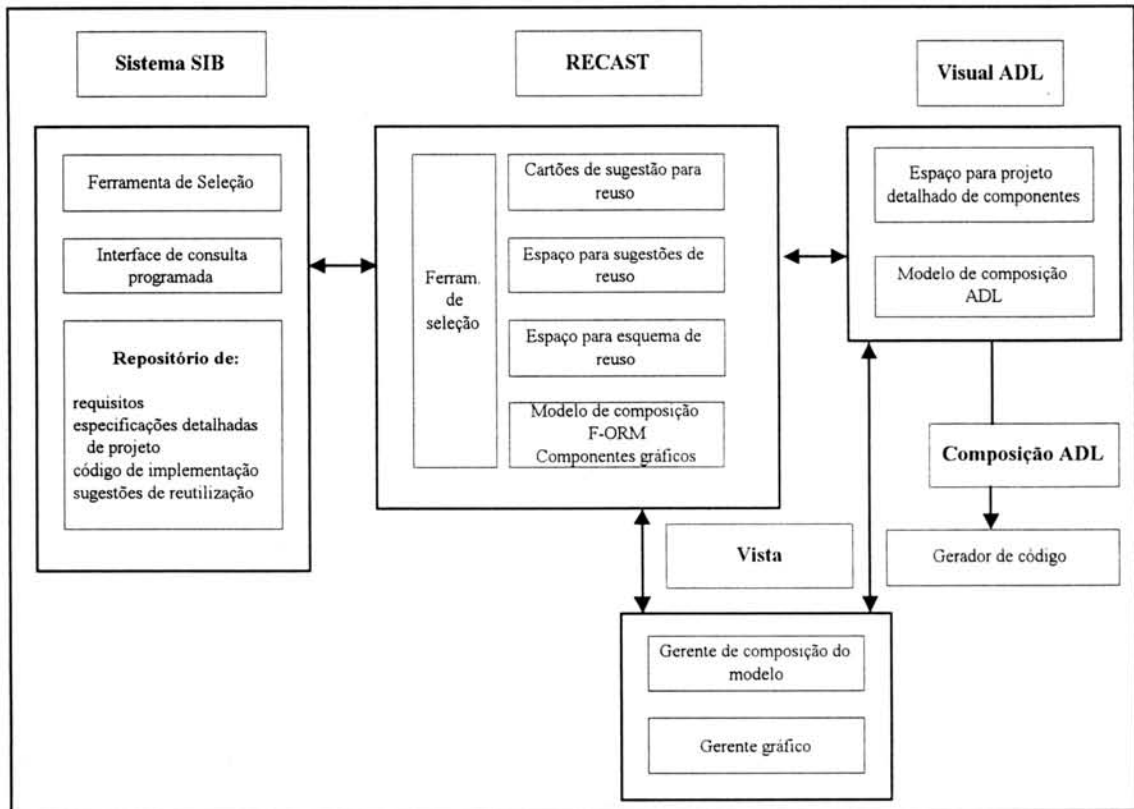 Sistema SIB
RECAST
Visual ADL
Ferramenta de Seleção
Interface de consulta
programada
Repositório de:
requisitos
especificações detalhadas
de projeto
código de implementação
sugestões de reutilização
Ferram.
de
seleção
Cartões de sugestão para
reuso
Espaço para sugestões de
reuso
Espaço para esquema de
reuso
Modelo de composição
F-ORM
Componentes gráficos
Espaço para projeto
detalhado de componentes
Modelo de composição
ADL
Composição ADL
Gerador de código
Vista
Gerente de composição do
modelo
Gerente gráfico